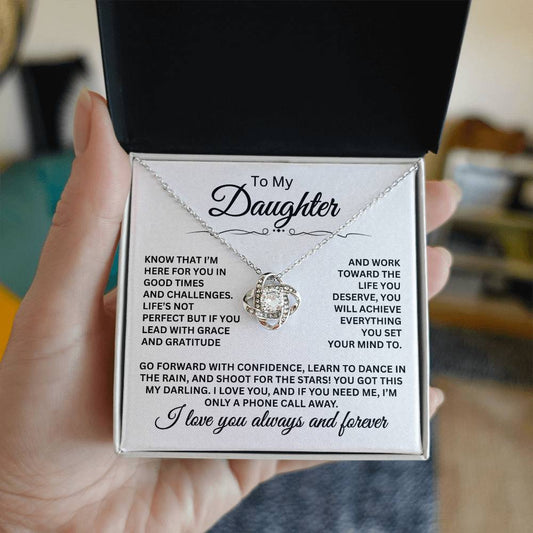 To My
Daughter
KNOW THAT I'M
HERE FOR YOU IN
GOOD TIMES
AND CHALLENGES.
LIFE'S NOT
PERFECT BUT IF YOU
LEAD WITH GRACE
AND GRATITUDE
AND WORK
TOWARD THE
LIFE YOU
DESERVE, YOU
WILL ACHIEVE
EVERYTHING
YOU SET
YOUR MIND TO.
GO FORWARD WITH CONFIDENCE, LEARN TO DANCE IN
THE RAIN, AND SHOOT FOR THE STARS! YOU GOT THIS
MY DARLING. I LOVE YOU, AND IF YOU NEED ME, I'M
ONLY A PHONE CALL AWAY.
I love you always and forever